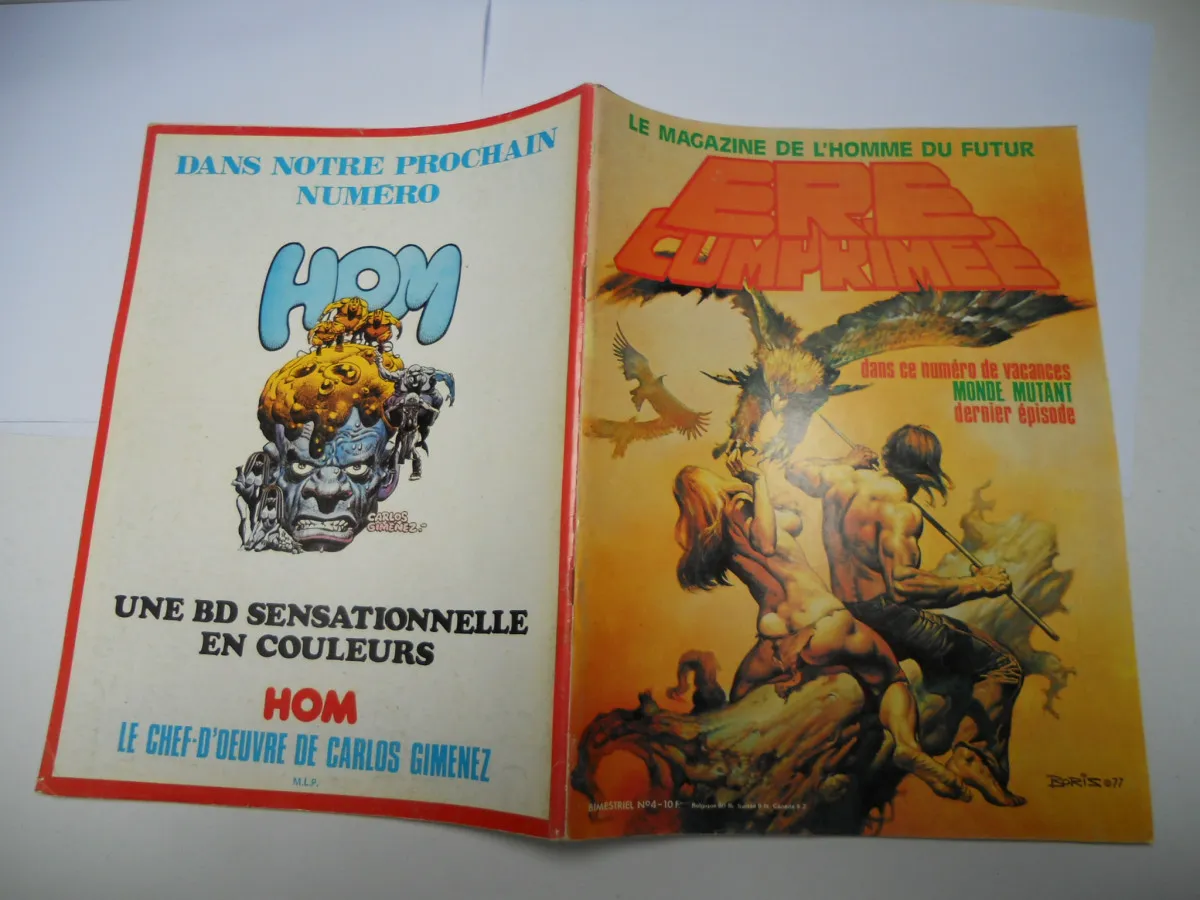 DANS NOTRE PROCHAIN
NUMÉRO
HOM
CARLOS
GIMENEZ
UNE BD SENSATIONNELLE
EN COULEURS
HOM
LE CHEF-D'OEUVRE DE CARLOS GIMENEZ
M.L.P.
LE MAGAZINE DE L'HOMME DU FUTUR
ERE
CUMPRIMEE
dans ce numéro de vacances
MONDE MUTANT
dernier épisode
BORIS ©77
BIMESTRIEL N°4-10 F.